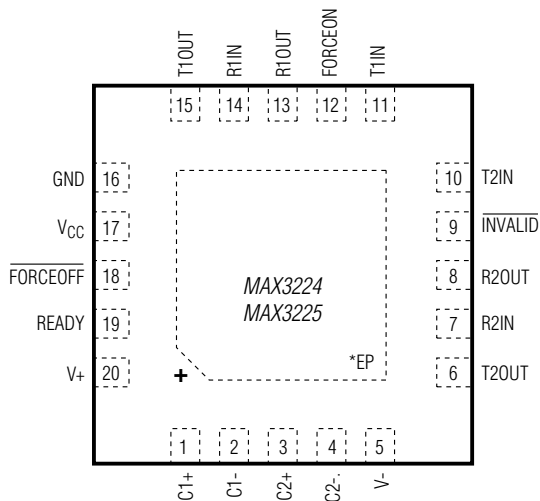 T1OUT R1IN R1OUT FORCEON T1IN
15 14 13 12 11
GND 16
VCC 17
FORCEOFF 18
READY 19
V+ 20
10 T2IN
9 INVALID
8 R2OUT
7 R2IN
6 T2OUT
MAX3224
MAX3225
*EP
+
1 2 3 4 5
C1+ C1- C2+ C2-. V-